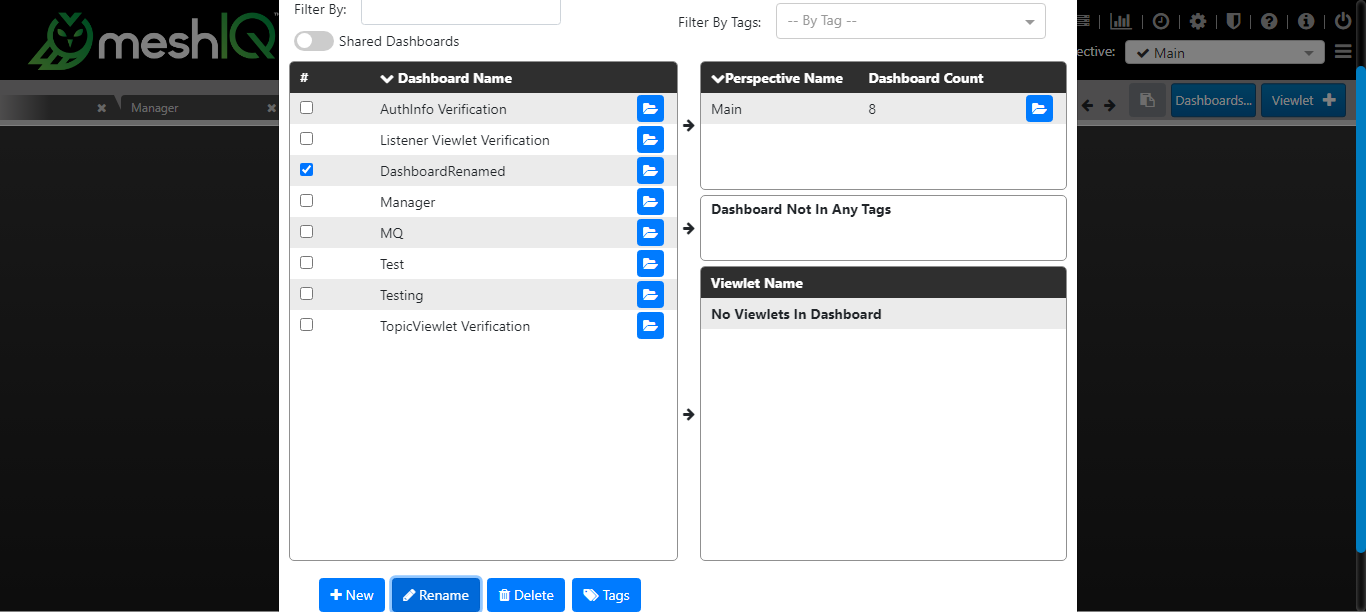 meshIQ™
Filter By:
Filter By Tags:
-- By Tag --
Shared Dashboards
ective:
Main
Manager
Dashboards...
Viewlet
#
Dashboard Name
AuthInfo Verification
Listener Viewlet Verification
DashboardRenamed
Manager
MQ
Test
Testing
TopicViewlet Verification
Perspective Name Dashboard Count
Main 8
Dashboard Not In Any Tags
Viewlet Name
No Viewlets In Dashboard
New
Rename
Delete
Tags